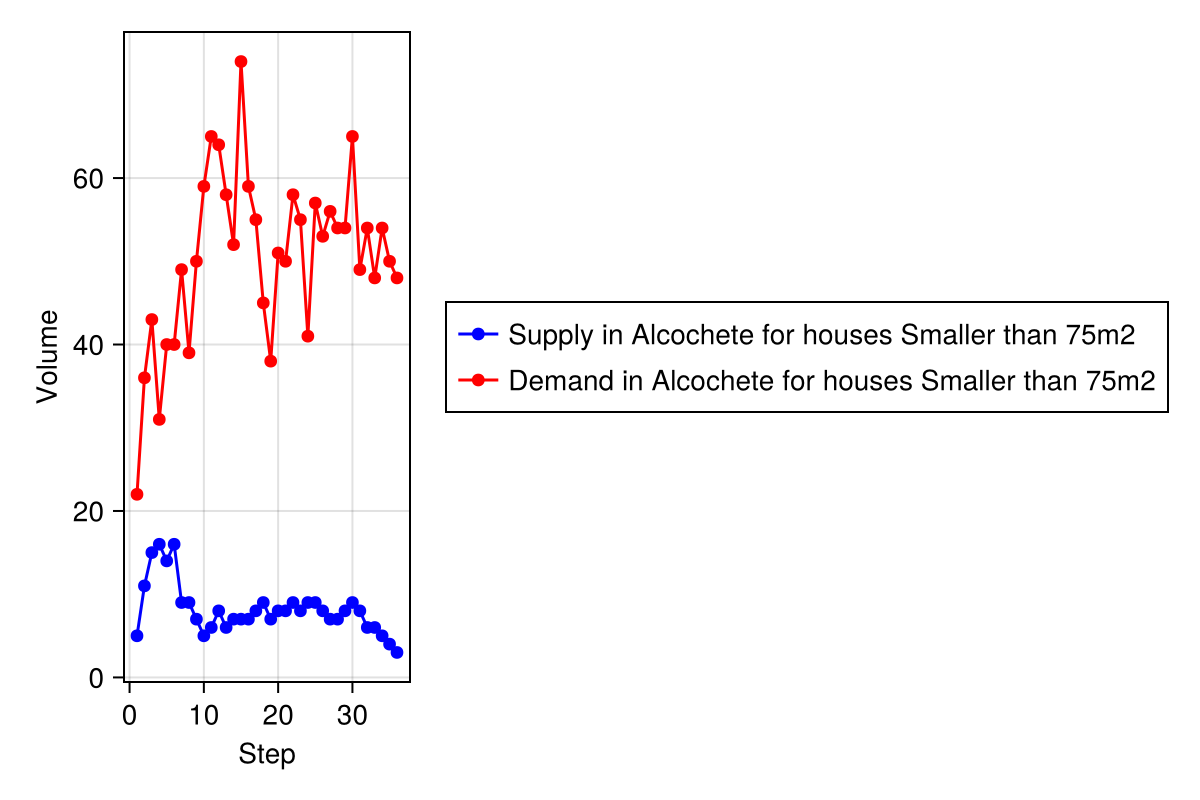 Volume
60
40
20
0
0 10 20 30
Step
Supply in Alcochete for houses Smaller than 75m2
Demand in Alcochete for houses Smaller than 75m2